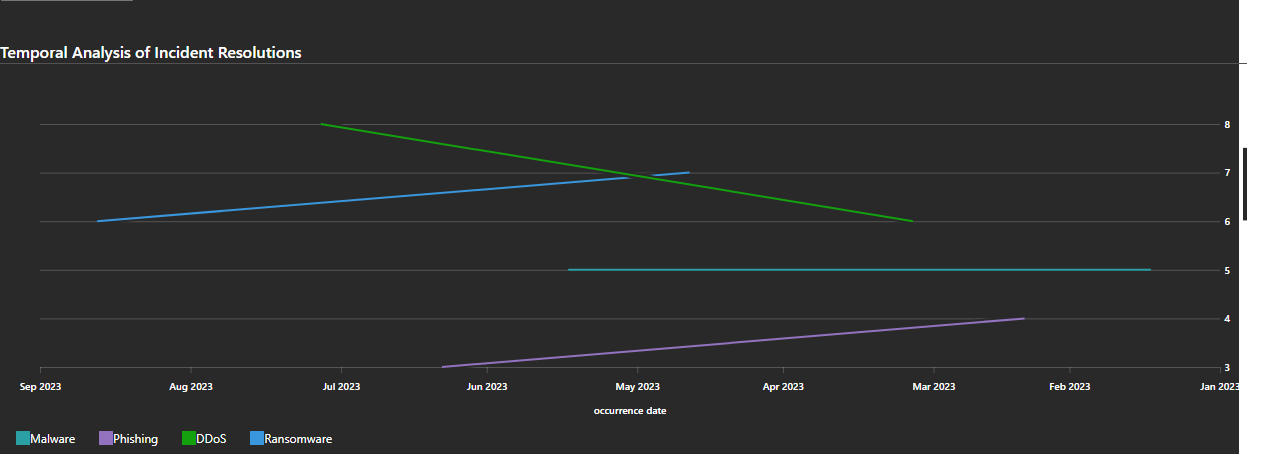 Temporal Analysis of Incident Resolutions
8
7
6
5
4
3
Sep 2023 Aug 2023 Jul 2023 Jun 2023 May 2023 Apr 2023 Mar 2023 Feb 2023 Jan 2023
occurrence date
Malware Phishing DDoS Ransomware